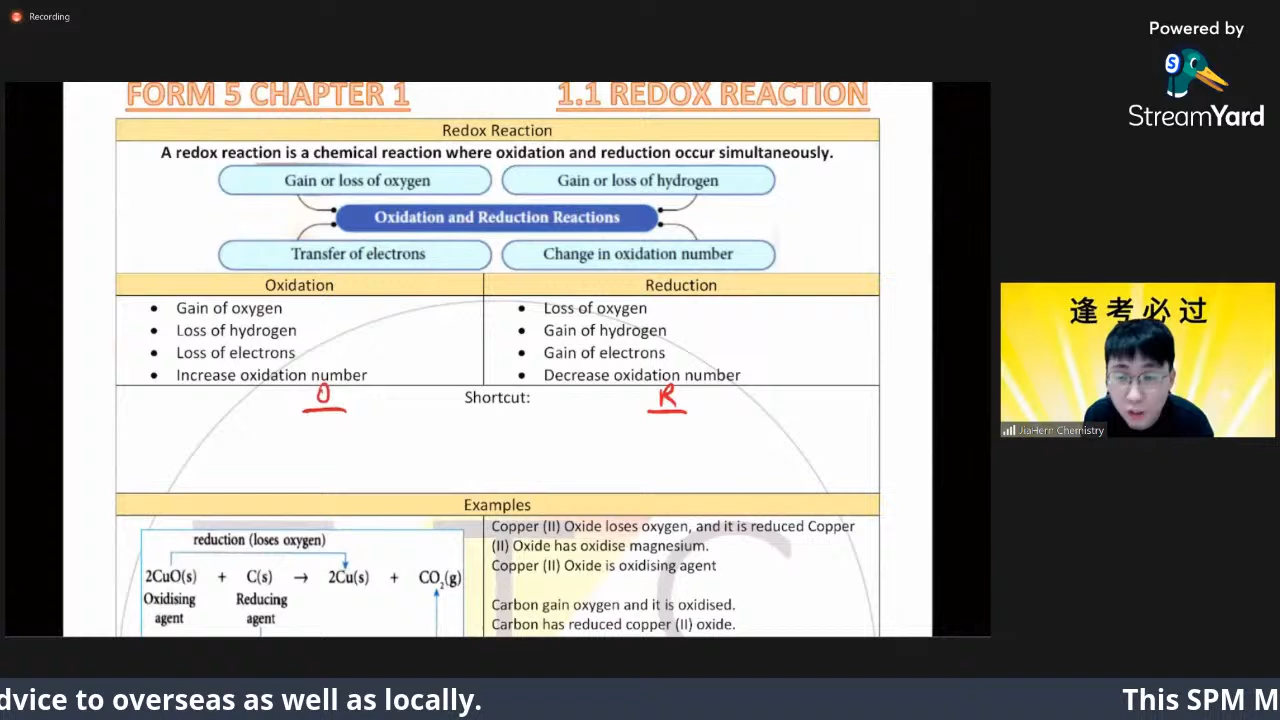 Recording
Powered by
S
StreamYard
FORM 5 CHAPTER 1
1.1 REDOX REACTION
Redox Reaction
A redox reaction is a chemical reaction where oxidation and reduction occur simultaneously.
Gain or loss of oxygen
Gain or loss of hydrogen
Oxidation and Reduction Reactions
Transfer of electrons
Change in oxidation number
Oxidation
Reduction
• Gain of oxygen
• Loss of hydrogen
• Loss of electrons
• Increase oxidation number
• Loss of oxygen
• Gain of hydrogen
• Gain of electrons
• Decrease oxidation number
O
Shortcut:
R
Examples
reduction (loses oxygen)
2CuO(s) + C(s) → 2Cu(s) + CO₂(g)
Oxidising agent
Reducing agent
Copper (II) Oxide loses oxygen, and it is reduced Copper
(II) Oxide has oxidise magnesium.
Copper (II) Oxide is oxidising agent
Carbon gain oxygen and it is oxidised.
Carbon has reduced copper (II) oxide.
逢考必过
JiaHern Chemistry
dvice to overseas as well as locally.
This SPM M